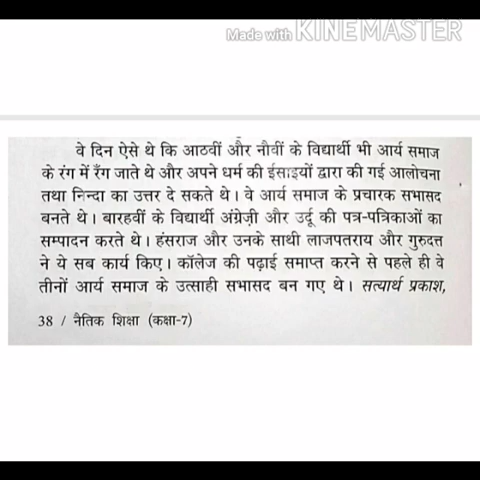 Made with KINEMASTER
वे दिन ऐसे थे कि आठवीं और नौवीं के विद्यार्थी भी आर्य समाज
के रंग में रँग जाते थे और अपने धर्म की ईसाइयों द्वारा की गई आलोचना
तथा निन्दा का उत्तर दे सकते थे। वे आर्य समाज के प्रचारक सभासद
बनते थे। बारहवीं के विद्यार्थी अंग्रेज़ी और उर्दू की पत्र-पत्रिकाओं का
सम्पादन करते थे। हंसराज और उनके साथी लाजपतराय और गुरुदत्त
ने ये सब कार्य किए। कॉलेज की पढ़ाई समाप्त करने से पहले ही वे
तीनों आर्य समाज के उत्साही सभासद बन गए थे। सत्यार्थ प्रकाश,
38 / नैतिक शिक्षा (कक्षा-7)